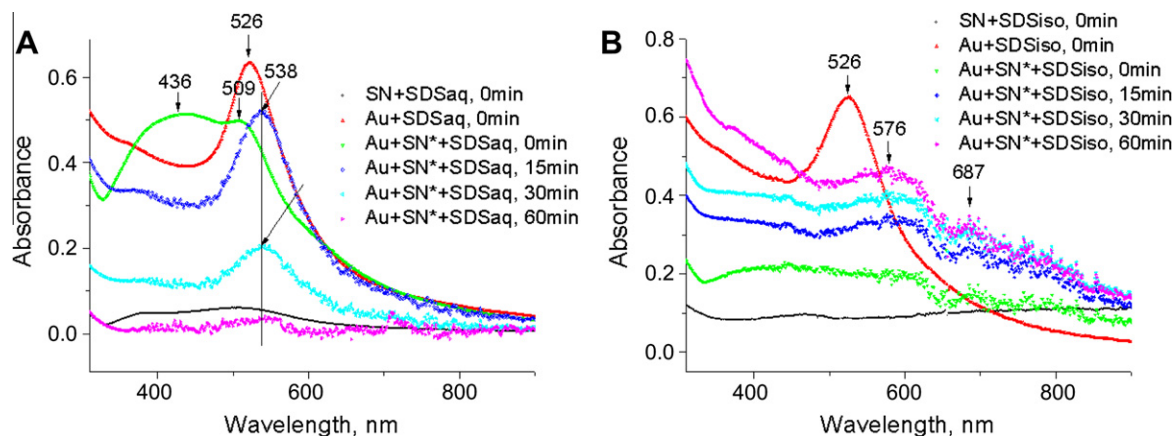 A
526
436
509
538
SN+SDSaq, 0min
Au+SDSaq, 0min
Au+SN*+SDSaq, 0min
Au+SN*+SDSaq, 15min
Au+SN*+SDSaq, 30min
Au+SN*+SDSaq, 60min
Absorbance
0.6
0.4
0.2
0.0
400
600
800
Wavelength, nm
B
SN+SDSiso, 0min
Au+SDSiso, 0min
Au+SN*+SDSiso, 0min
Au+SN*+SDSiso, 15min
Au+SN*+SDSiso, 30min
Au+SN*+SDSiso, 60min
526
576
687
Absorbance
0.8
0.6
0.4
0.2
0.0
400
600
800
Wavelength, nm